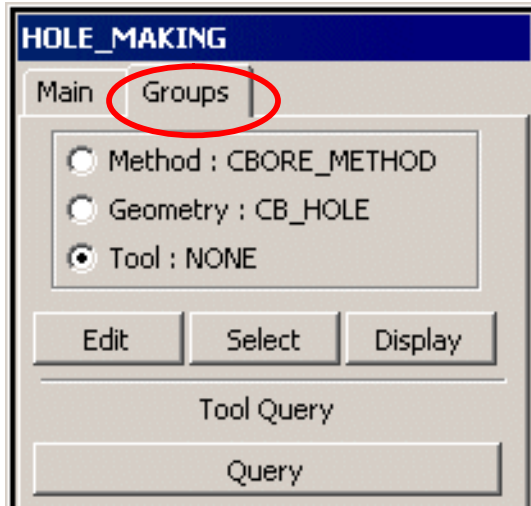 HOLE_MAKING
Main Groups
Method : CBORE_METHOD
Geometry : CB_HOLE
Tool : NONE
Edit Select Display
Tool Query
Query